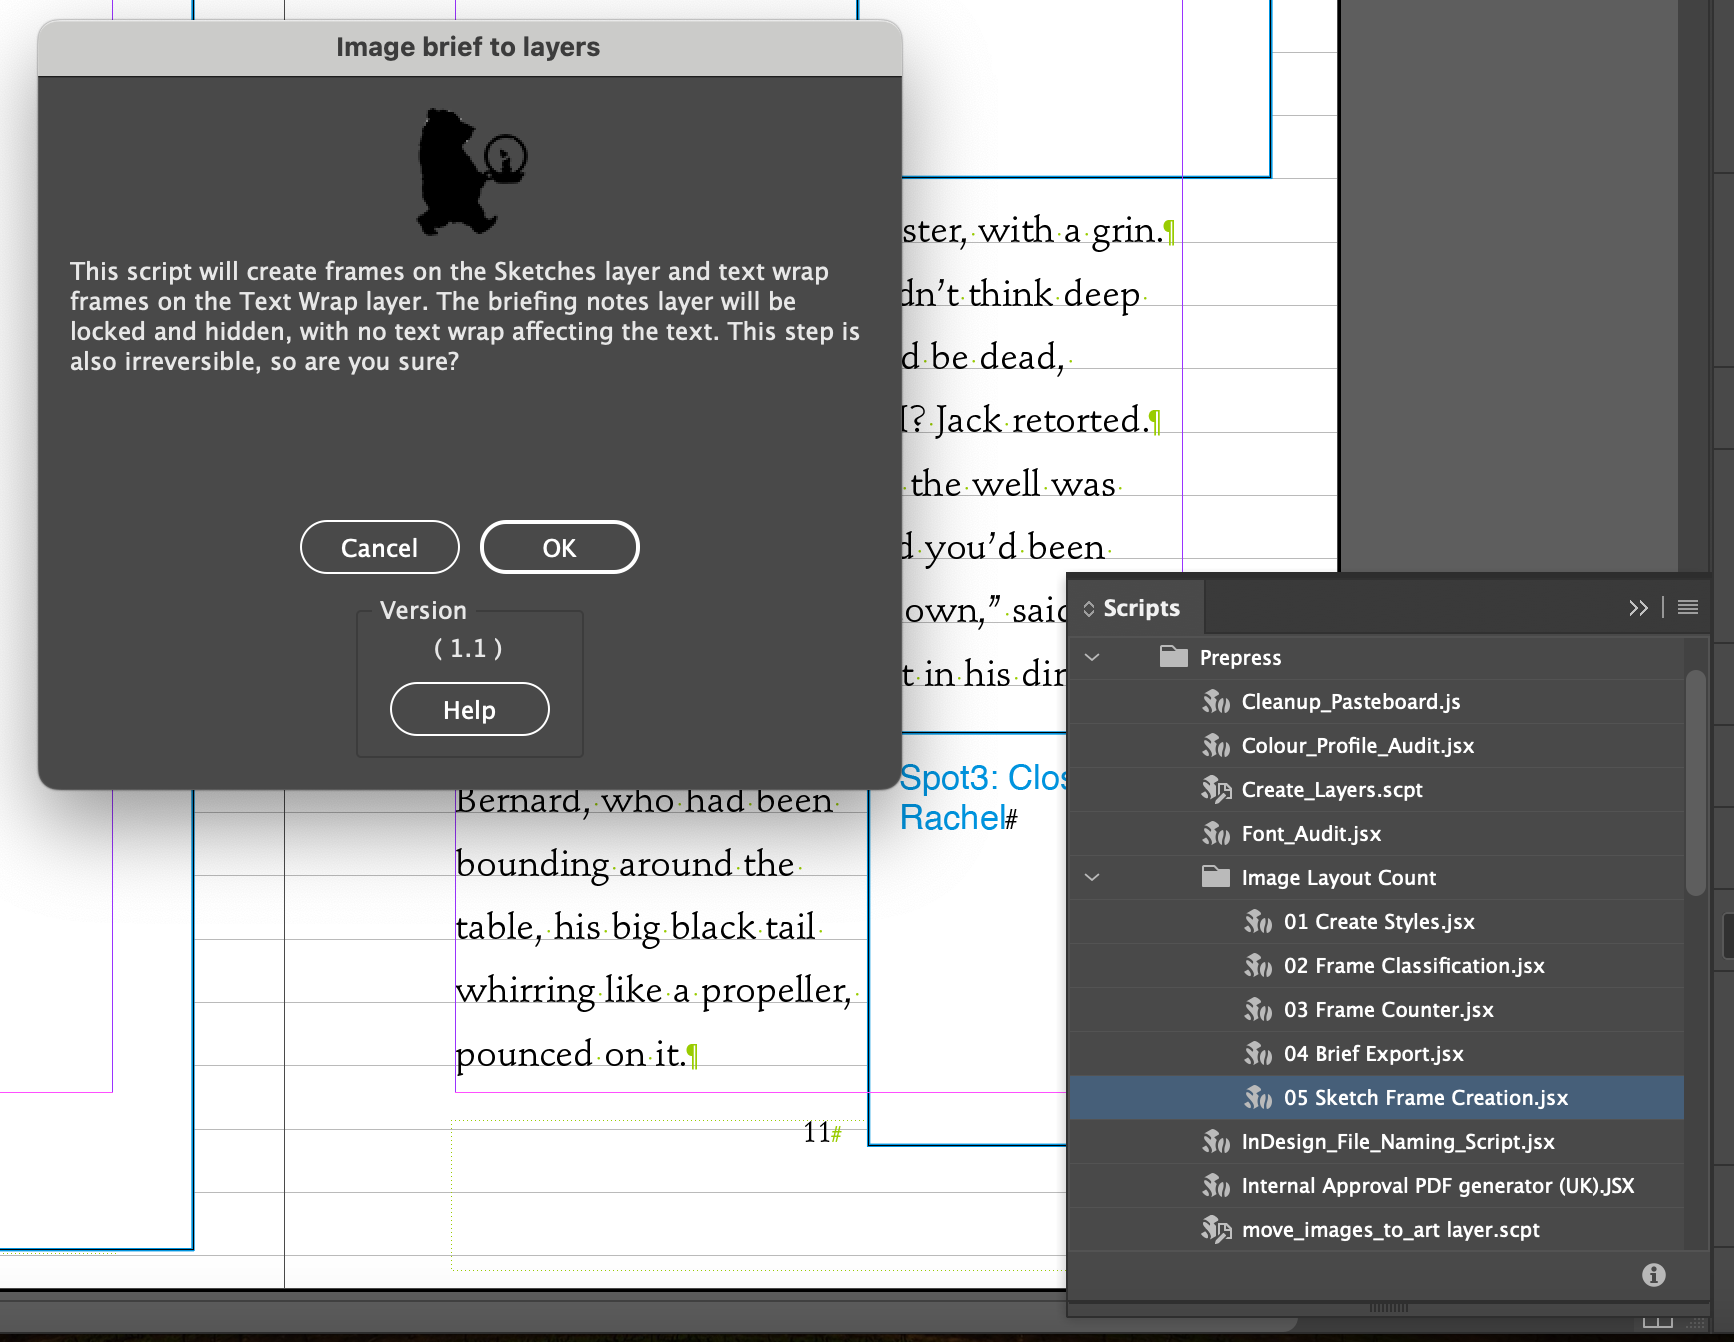 Image brief to layers
This script will create frames on the Sketches layer and text wrap
frames on the Text Wrap layer. The briefing notes layer will be
locked and hidden, with no text wrap affecting the text. This step is
also irreversible, so are you sure?
Cancel
OK
Version
( 1.1 )
Help
ster, with a grin.¶
dn’t think deep
d be dead,
I? Jack retorted.¶
the well was
d you’d been
own,” said
t in his dir
Spot3: Clos
Rachel#
Bernard, who had been
bounding around the
table, his big black tail
whirring like a propeller,
pounced on it.¶
11#
Scripts
Prepress
Cleanup_Pasteboard.js
Colour_Profile_Audit.jsx
Create_Layers.scpt
Font_Audit.jsx
Image Layout Count
01 Create Styles.jsx
02 Frame Classification.jsx
03 Frame Counter.jsx
04 Brief Export.jsx
05 Sketch Frame Creation.jsx
InDesign_File_Naming_Script.jsx
Internal Approval PDF generator (UK).JSX
move_images_to_art layer.scpt